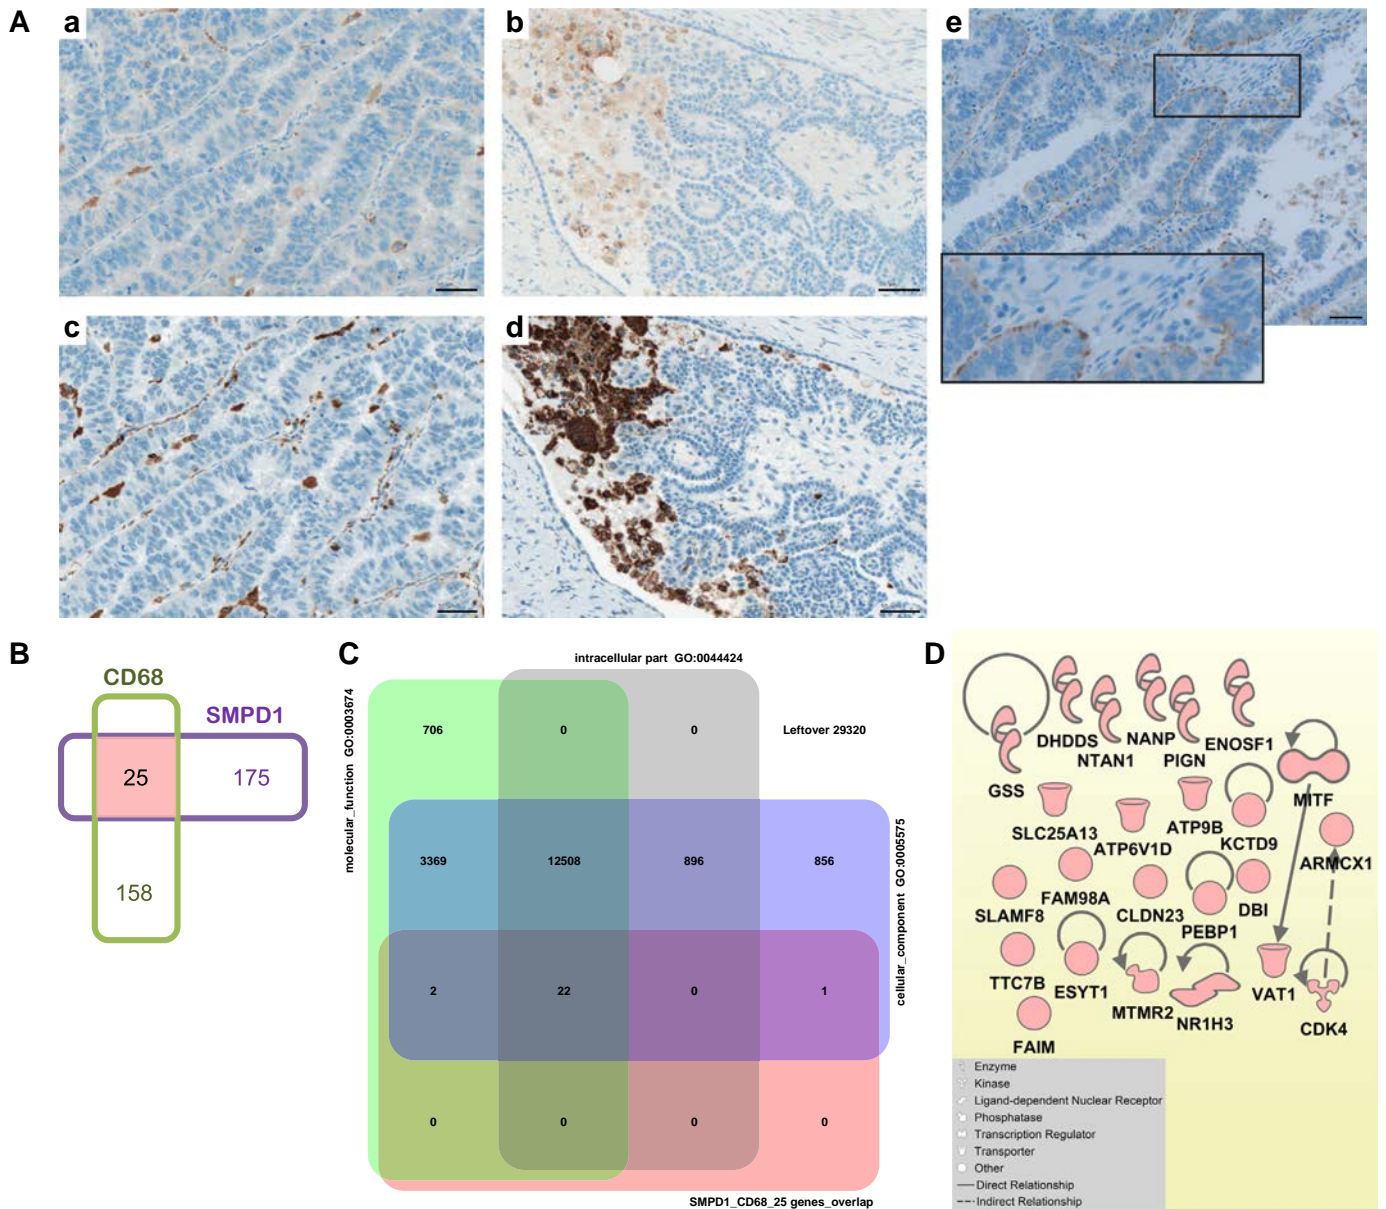 A
a
b
e
c
d
B
CD68
SMPD1
25
175
158
C
intracellular part GO:0044424
molecular_function GO:0003674
cellular_component GO:0005575
706
0
0
Leftover 29320
3369
12508
896
856
2
22
0
1
0
0
0
0
SMPD1_CD68_25 genes_overlap
D
GSS
DHDDS
NTAN1
NANP
PIGN
ENOSF1
MITF
SLC25A13
ATP6V1D
ATP9B
KCTD9
ARMCX1
SLAMF8
FAM98A
CLDN23
PEBP1
DBI
TTC7B
ESYT1
MTMR2
NR1H3
VAT1
CDK4
FAIM
Enzyme
Kinase
Ligand-dependent Nuclear Receptor
Phosphatase
Transcription Regulator
Transporter
Other
Direct Relationship
Indirect Relationship